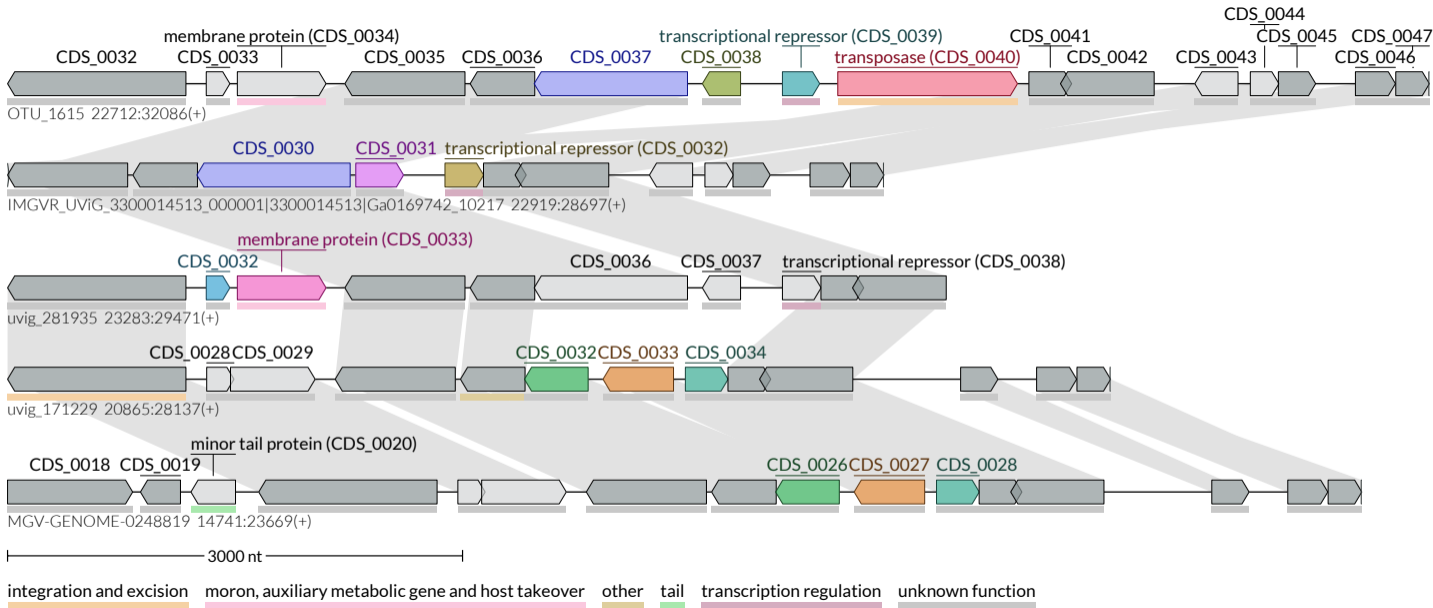 CDS_0044
membrane protein (CDS_0034) transcriptional repressor (CDS_0039) CDS_0041 CDS_0045 CDS_0047
CDS_0032 CDS_0033 CDS_0035 CDS_0036 CDS_0037 CDS_0038 transposase (CDS_0040) CDS_0042 CDS_0043 CDS_0046
OTU_1615 22712:32086(+)
CDS_0030 CDS_0031 transcriptional repressor (CDS_0032)
IMGVR_UViG_3300014513_000001|3300014513|Ga0169742_10217 22919:28697(+)
membrane protein (CDS_0033)
CDS_0032 CDS_0036 CDS_0037 transcriptional repressor (CDS_0038)
uvig_281935 23283:29471(+)
CDS_0028 CDS_0029 CDS_0032 CDS_0033 CDS_0034
uvig_171229 20865:28137(+)
minor tail protein (CDS_0020)
CDS_0018 CDS_0019 CDS_0026 CDS_0027 CDS_0028
MGV-GENOME-0248819 14741:23669(+)
3000 nt
integration and excision moron, auxiliary metabolic gene and host takeover other tail transcription regulation unknown function